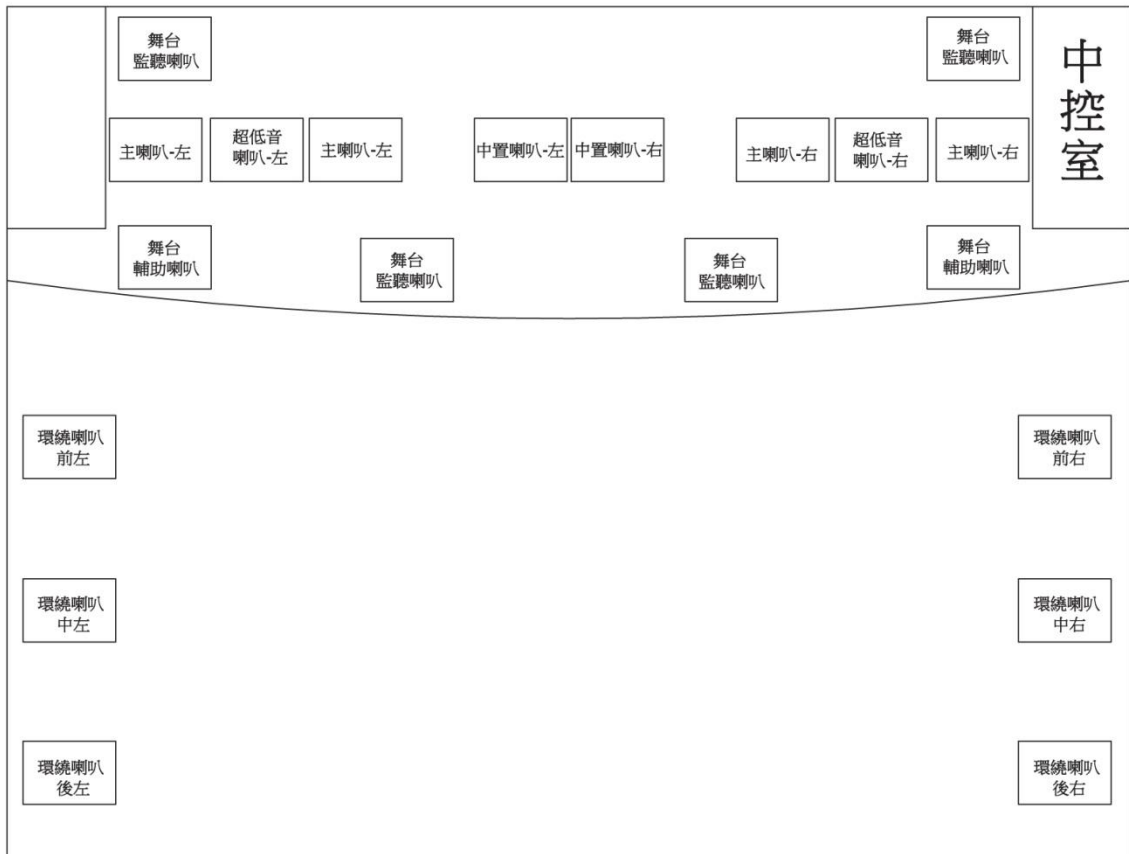 舞台
監聽喇叭
舞台
監聽喇叭
中控室
主喇叭-左
超低音
喇叭-左
主喇叭-左
中置喇叭-左
中置喇叭-右
主喇叭-右
超低音
喇叭-右
主喇叭-右
舞台
輔助喇叭
舞台
監聽喇叭
舞台
監聽喇叭
舞台
輔助喇叭
環繞喇叭
前左
環繞喇叭
前右
環繞喇叭
中左
環繞喇叭
中右
環繞喇叭
後左
環繞喇叭
後右